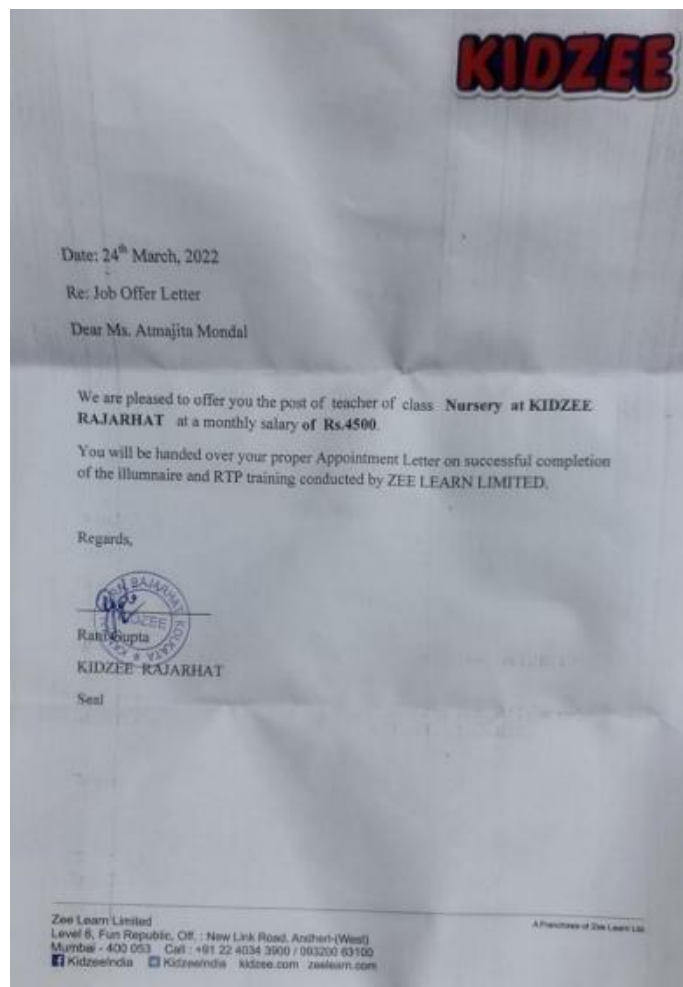 KIDZEE
Date: 24th March, 2022
Re: Job Offer Letter
Dear Ms. Atmajita Mondal
We are pleased to offer you the post of teacher of class Nursery at KIDZEE
RAJARHAT at a monthly salary of Rs.4500.
You will be handed over your proper Appointment Letter on successful completion
of the illumnaire and RTP training conducted by ZEE LEARN LIMITED.
Regards,
RAJARHAT KOLKATA
Gupta
KIDZEE RAJARHAT
Seal
Zee Learn Limited
Level 6, Fun Republic, Off. : New Link Road, Andheri-(West)
Mumbai - 400 053 Call : +91 22 4034 3900 / 093200 63100
KidzeeIndia KidzeeIndia kidzee.com zeelearn.com
A Franchisee of Zee Learn Ltd